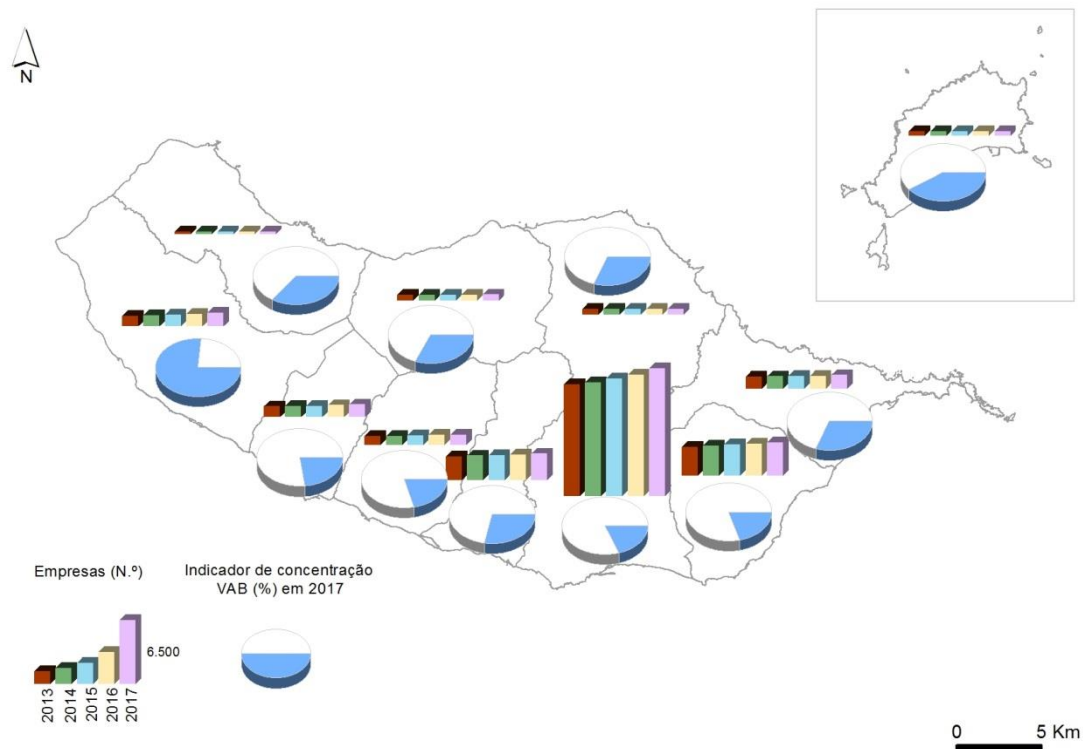 N
Empresas (N.º)
Indicador de concentração
VAB (%) em 2017
6.500
2013
2014
2015
2016
2017
0 5 Km